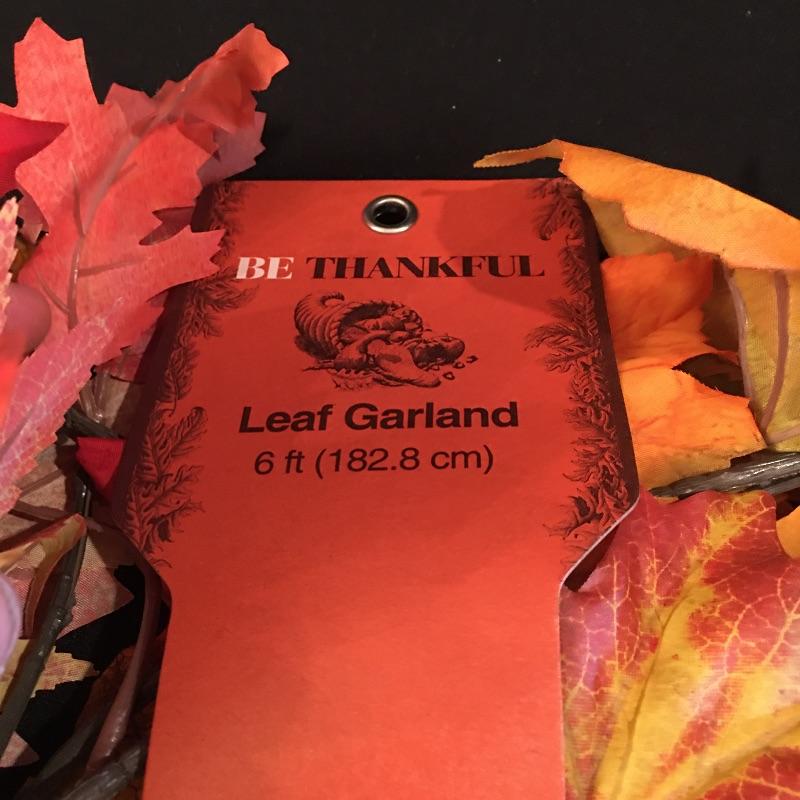 BE THANKFUL
Leaf Garland
6 ft (182.8 cm)